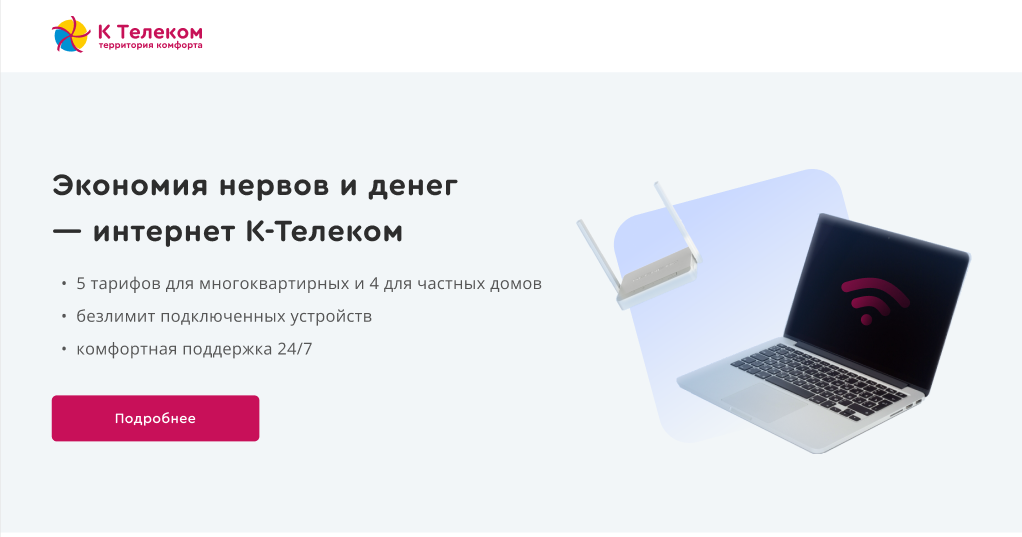 К Телеком
территория комфорта
Экономия нервов и денег
— интернет К-Телеком
• 5 тарифов для многоквартирных и 4 для частных домов
• безлимит подключенных устройств
• комфортная поддержка 24/7
Подробнее